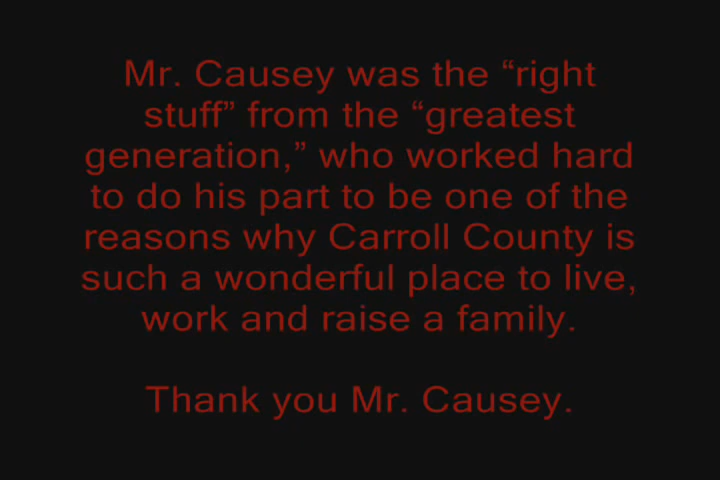 Mr. Causey was the “right
stuff” from the “greatest
generation,” who worked hard
to do his part to be one of the
reasons why Carroll County is
such a wonderful place to live,
work and raise a family.
Thank you Mr. Causey.